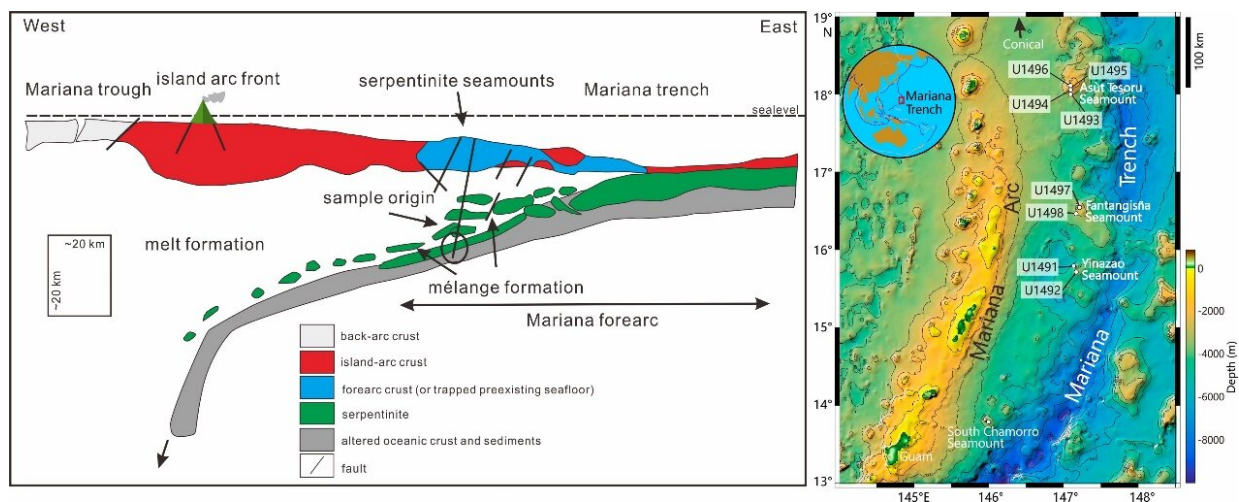 West
East
island arc front
serpentinite seamounts
Mariana trough
Mariana trench
sealevel
sample origin
melt formation
~20 km
~20 km
mélange formation
Mariana forearc
back-arc crust
island-arc crust
forearc crust (or trapped preexisting seafloor)
serpentinite
altered oceanic crust and sediments
fault
19°
N
18°
17°
16°
15°
14°
13°
145°E
146°
147°
148°
Conical
U1496
U1495
Asùt Tesoru
Seamount
U1494
U1493
Mariana
Trench
Trench
U1497
Fantangisña
Seamount
U1498
Arc
Yinazao
Seamount
U1491
U1492
Mariana
Mariana
South Chamorro
Seamount
Guam
100 km
0
-2000
-4000
-6000
-8000
Depth (m)